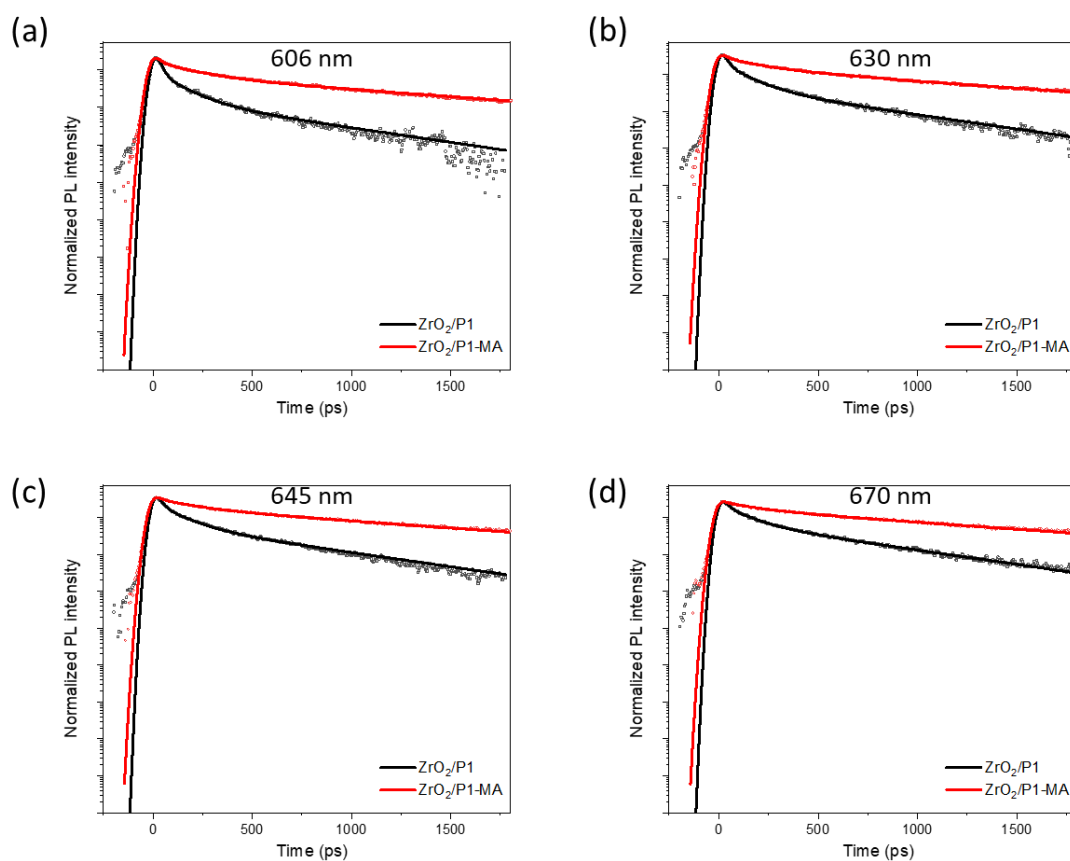 (a)
606 nm
Normalized PL intensity
ZrO₂/P1
ZrO₂/P1-MA
0 500 1000 1500
Time (ps)
(b)
630 nm
Normalized PL intensity
ZrO₂/P1
ZrO₂/P1-MA
0 500 1000 1500
Time (ps)
(c)
645 nm
Normalized PL intensity
ZrO₂/P1
ZrO₂/P1-MA
0 500 1000 1500
Time (ps)
(d)
670 nm
Normalized PL intensity
ZrO₂/P1
ZrO₂/P1-MA
0 500 1000 1500
Time (ps)